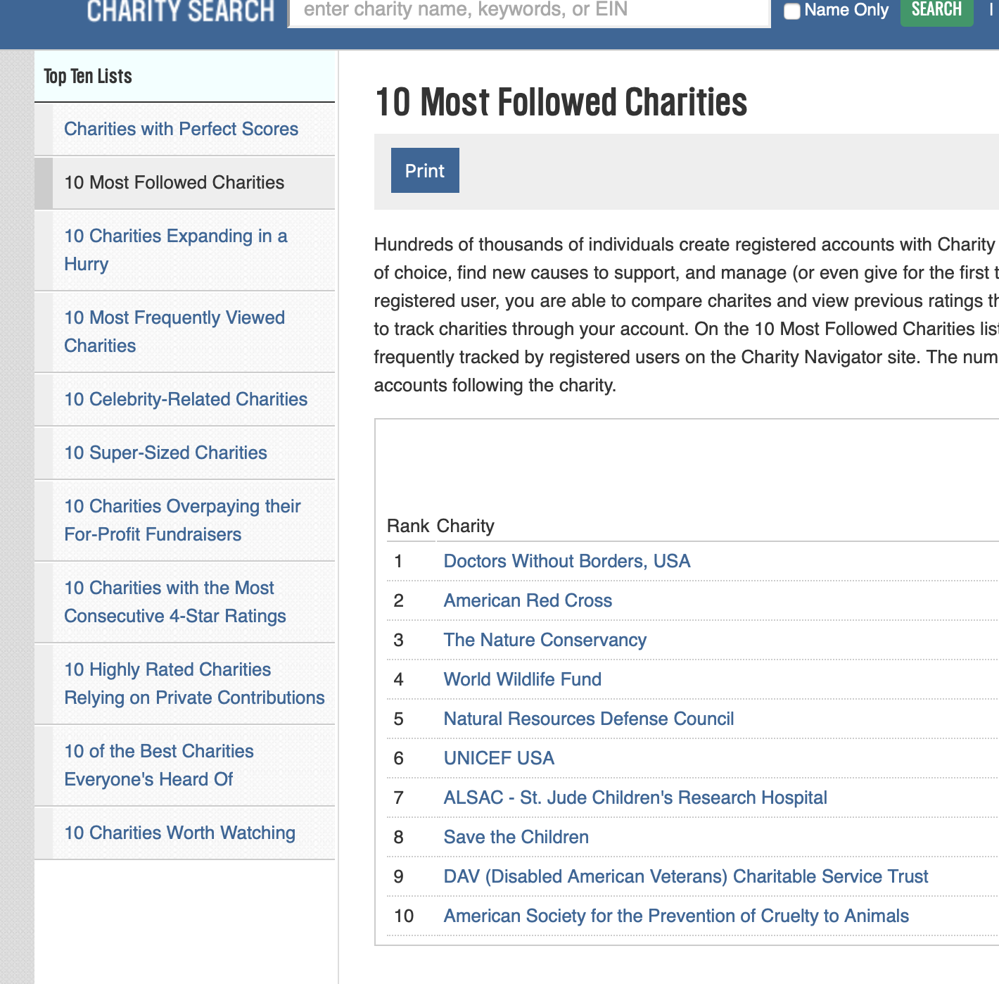 CHARITY SEARCH
enter charity name, keywords, or EIN
Name Only
SEARCH
Top Ten Lists
Charities with Perfect Scores
10 Most Followed Charities
10 Charities Expanding in a
Hurry
10 Most Frequently Viewed
Charities
10 Celebrity-Related Charities
10 Super-Sized Charities
10 Charities Overpaying their
For-Profit Fundraisers
10 Charities with the Most
Consecutive 4-Star Ratings
10 Highly Rated Charities
Relying on Private Contributions
10 of the Best Charities
Everyone's Heard Of
10 Charities Worth Watching
10 Most Followed Charities
Print
Hundreds of thousands of individuals create registered accounts with Charity
of choice, find new causes to support, and manage (or even give for the first
registered user, you are able to compare charites and view previous ratings
to track charities through your account. On the 10 Most Followed Charities
frequently tracked by registered users on the Charity Navigator site. The
accounts following the charity.
Rank Charity
1 Doctors Without Borders, USA
2 American Red Cross
3 The Nature Conservancy
4 World Wildlife Fund
5 Natural Resources Defense Council
6 UNICEF USA
7 ALSAC - St. Jude Children's Research Hospital
8 Save the Children
9 DAV (Disabled American Veterans) Charitable Service Trust
10 American Society for the Prevention of Cruelty to Animals